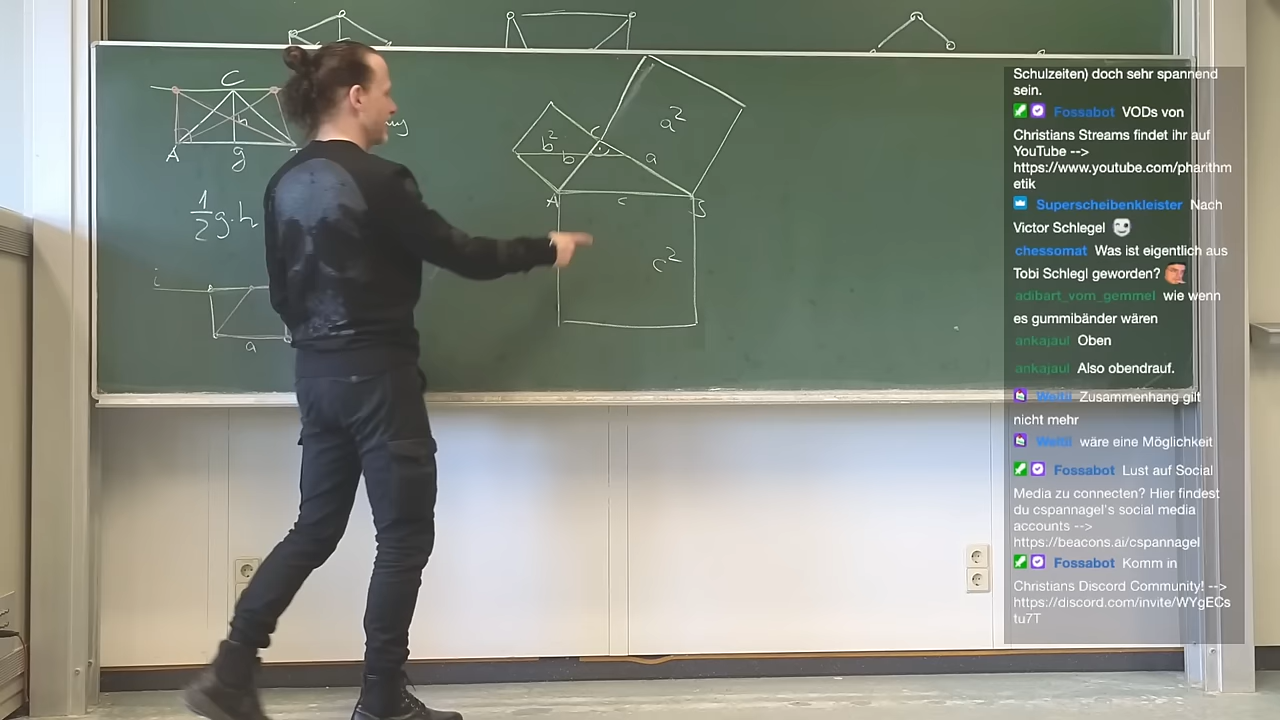 C
h
A
g
1/2 g·h
i
a
b²
b
C
a²
a
A
c
B
c²
Schulzeiten) doch sehr spannend
sein.
Fossabot VODs von
Christians Streams findet ihr auf
YouTube -->
https://www.youtube.com/pharithm
etik
Superscheibenkleister Nach
Victor Schlegel
chessomat Was ist eigentlich aus
Tobi Schlegl geworden?
adibart_vom_gemmel wie wenn
es gummibänder wären
ankajaul Oben
ankajaul Also obendrauf.
Zusammenhang gilt
nicht mehr
wäre eine Möglichkeit
Fossabot Lust auf Social
Media zu connecten? Hier findest
du cspannagel's social media
accounts -->
https://beacons.ai/cspannagel
Fossabot Komm in
Christians Discord Community! -->
https://discord.com/invite/WYgECs
tu7T